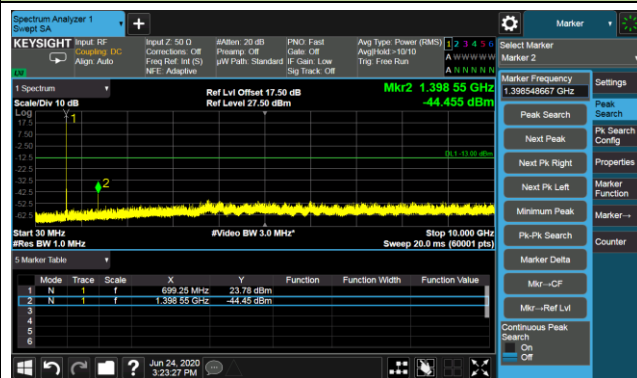 Spectrum Analyzer 1
Swept SA
+
Marker
KEYSIGHT
Input: RF
Coupling: DC
Align: Auto
Input Z: 50 Ω
Corrections: Off
Freq Ref: Int (S)
NFE: Adaptive
#Atten: 20 dB
Preamp: Off
µW Path: Standard
PNO: Fast
Gate: Off
IF Gain: Low
Sig Track: Off
Avg Type: Power (RMS)
Avg|Hold:>10/10
Trig: Free Run
1 2 3 4 5 6
A W W W W W
A N N N N N
Select Marker
Marker 2
1 Spectrum
Scale/Div 10 dB
Ref Lvl Offset 17.50 dB
Ref Level 27.50 dBm
Mkr2 1.398 55 GHz
-44.455 dBm
Log
17.5
7.50
-2.50
-12.5
-22.5
-32.5
-42.5
-52.5
-62.5
1
2
DL1 -13.00 dBm
Start 30 MHz
#Res BW 1.0 MHz
#Video BW 3.0 MHz*
Stop 10.000 GHz
Sweep 20.0 ms (60001 pts)
5 Marker Table
Mode Trace Scale X Y Function Function Width Function Value
1 N 1 f 699.25 MHz 23.78 dBm
2 N 1 f 1.398 55 GHz -44.45 dBm
3
4
5
6
Marker Frequency
1.398548667 GHz
Peak Search
Next Peak
Next Pk Right
Next Pk Left
Minimum Peak
Pk-Pk Search
Marker Delta
Mkr→CF
Mkr→Ref Lvl
Continuous Peak
Search
On
Off
Settings
Peak
Search
Pk Search
Config
Properties
Marker
Function
Marker→
Counter
?
Jun 24, 2020
3:23:27 PM